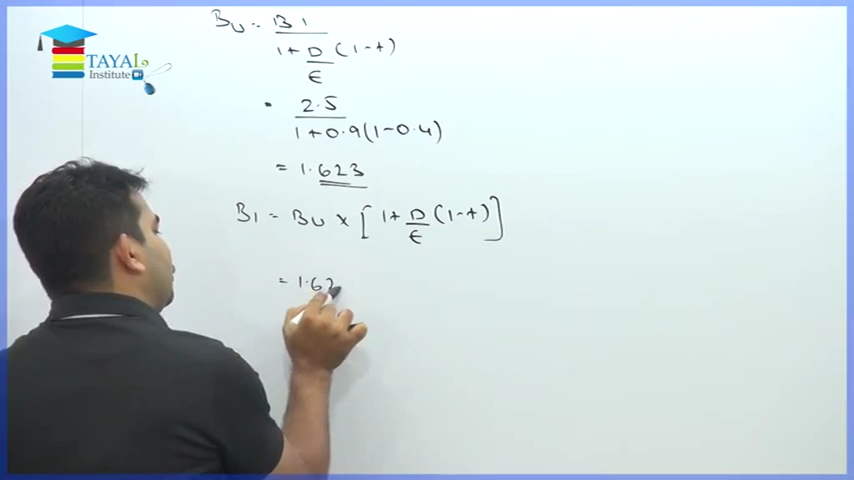 TAYAL
Institute
Bu = B1
1+ D (1-t)
E
2.5
1+0.9(1-0.4)
= 1.623
B1 = Bu × [ 1+ D (1-t) ]
E
= 1.62